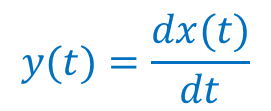 y(t) = dx(t)/dt